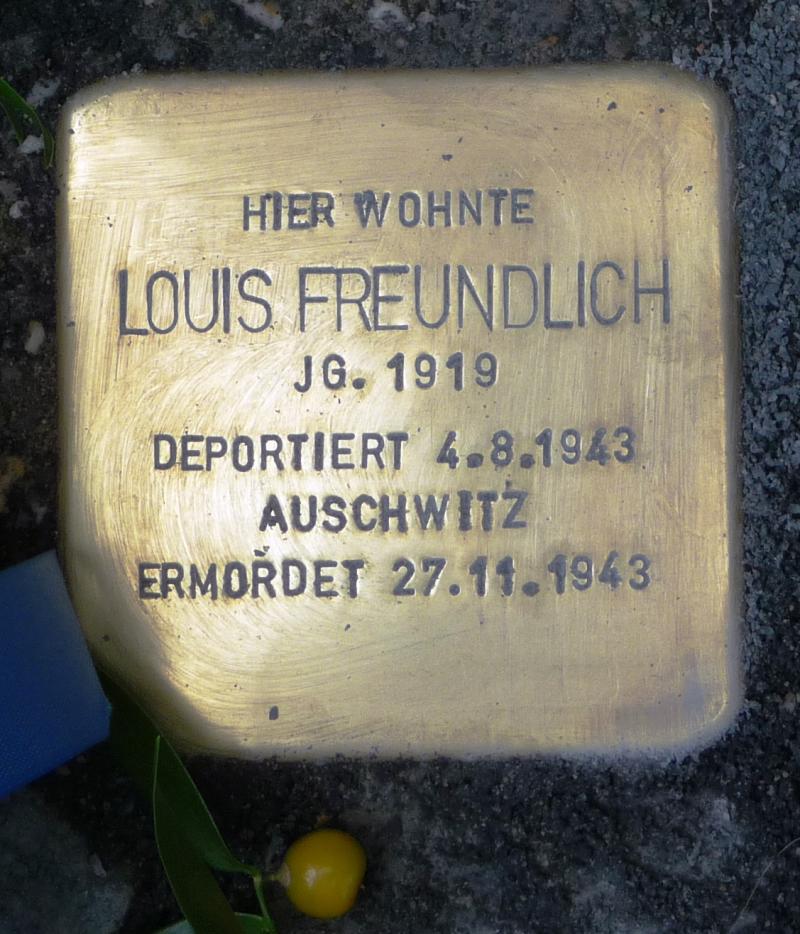 HIER WOHNTE
LOUIS FREUNDLICH
JG. 1919
DEPORTIERT 4.8.1943
AUSCHWITZ
ERMORDET 27.11.1943